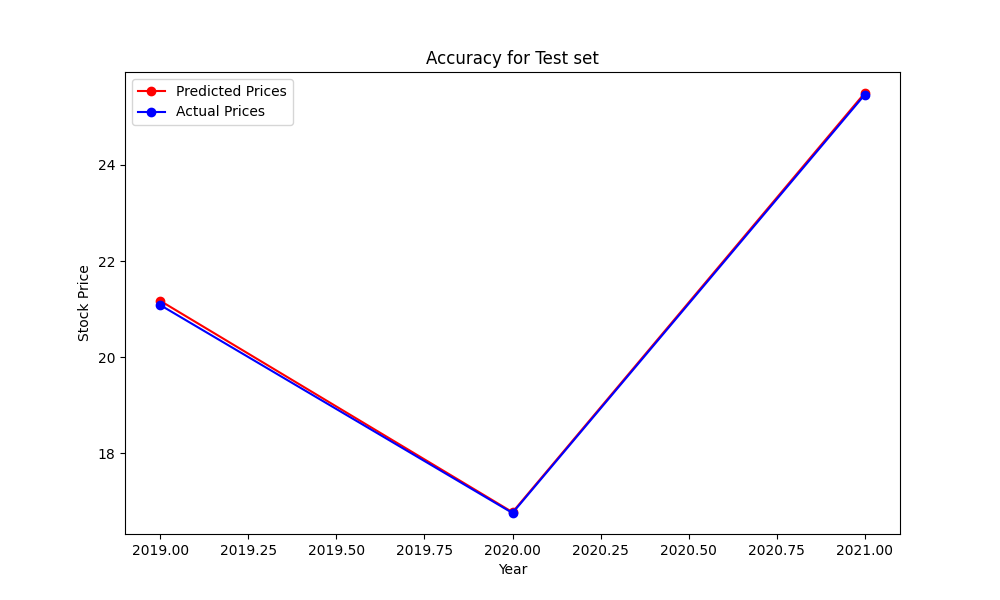 Accuracy for Test set
Predicted Prices
Actual Prices
24
22
20
18
Stock Price
2019.00 2019.25 2019.50 2019.75 2020.00 2020.25 2020.50 2020.75 2021.00
Year